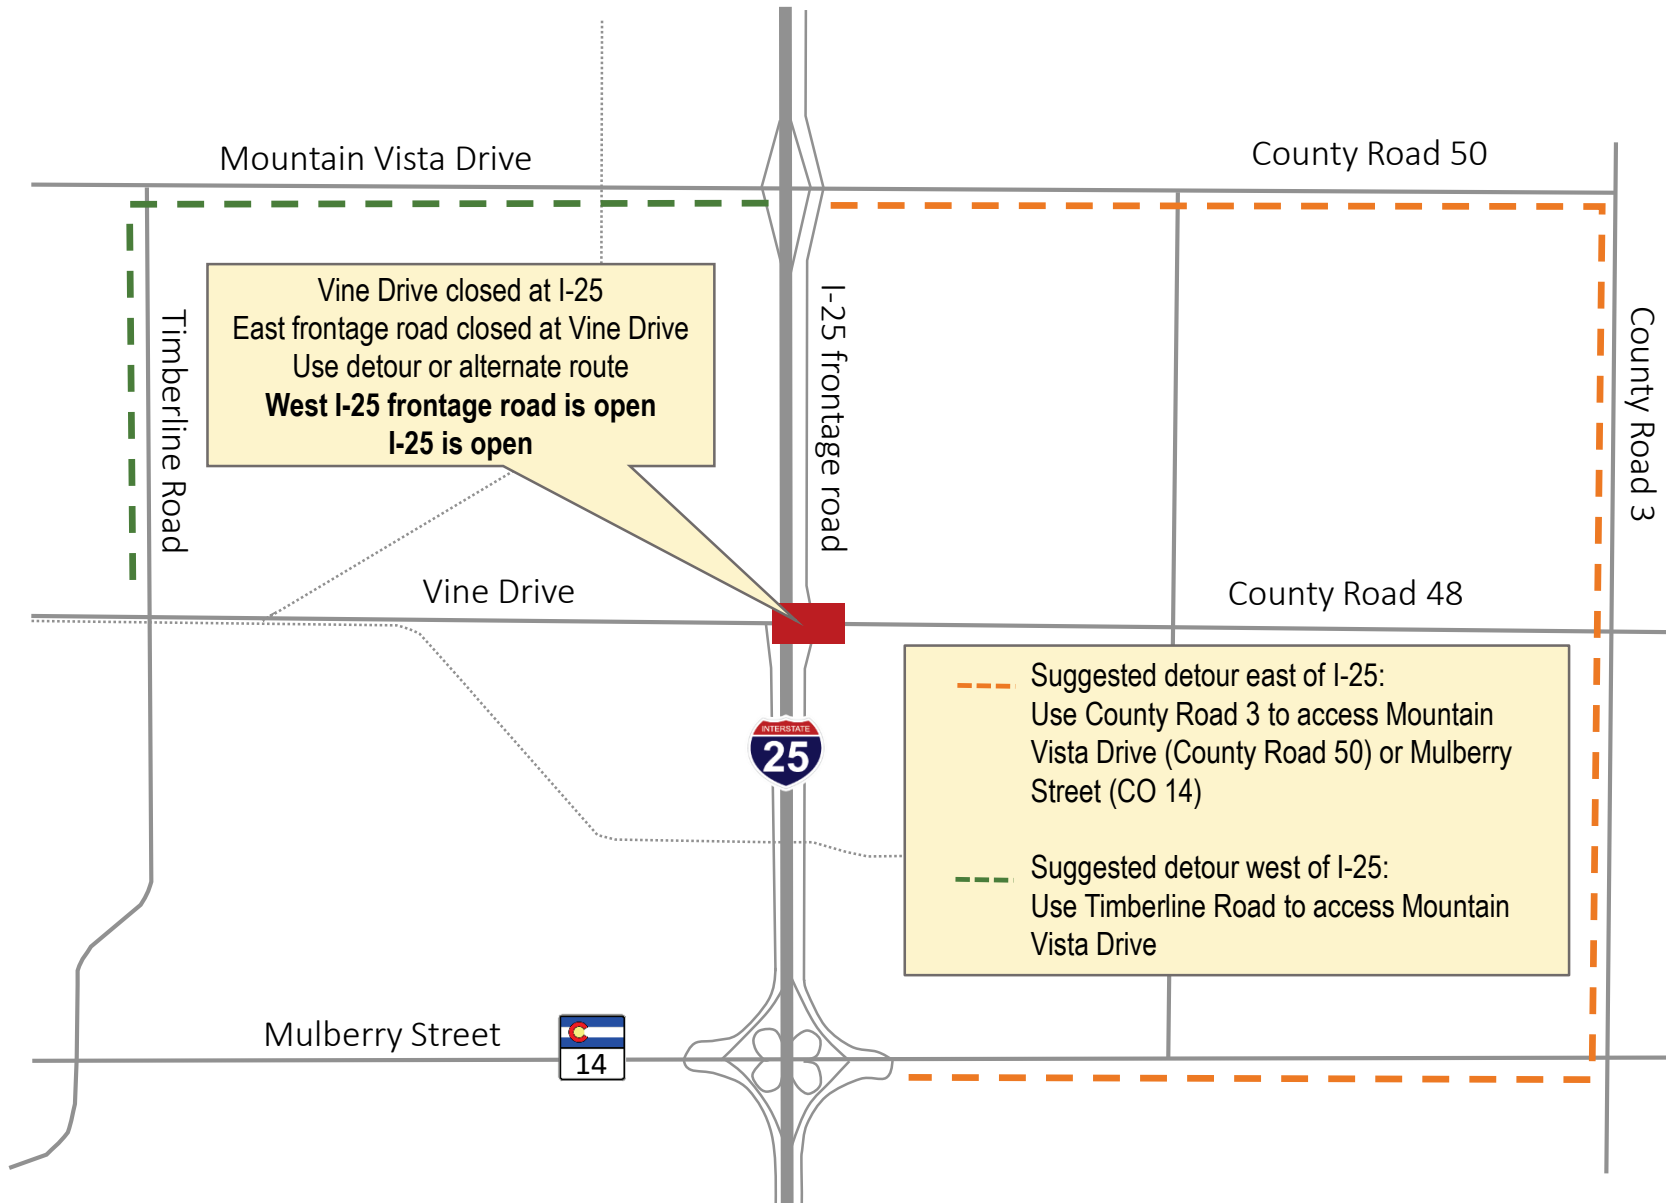 Mountain Vista Drive
County Road 50
Vine Drive closed at I-25
East frontage road closed at Vine Drive
Use detour or alternate route
West I-25 frontage road is open
I-25 is open
Timberline Road
I-25 frontage road
County Road 3
Vine Drive
County Road 48
Suggested detour east of I-25:
Use County Road 3 to access Mountain
Vista Drive (County Road 50) or Mulberry
Street (CO 14)
INTERSTATE
25
Suggested detour west of I-25:
Use Timberline Road to access Mountain
Vista Drive
Mulberry Street
14